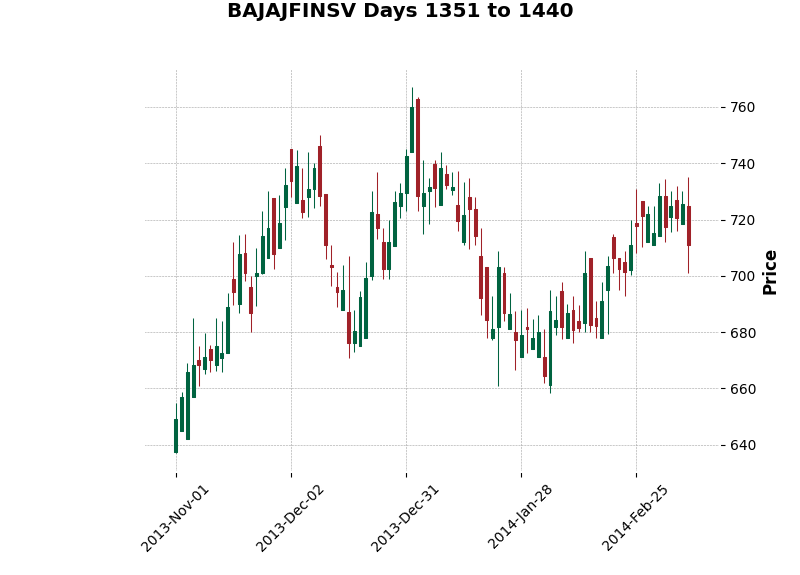 BAJAJFINSV Days 1351 to 1440
760
740
720
700
680
660
640
Price
2013-Nov-01
2013-Dec-02
2013-Dec-31
2014-Jan-28
2014-Feb-25